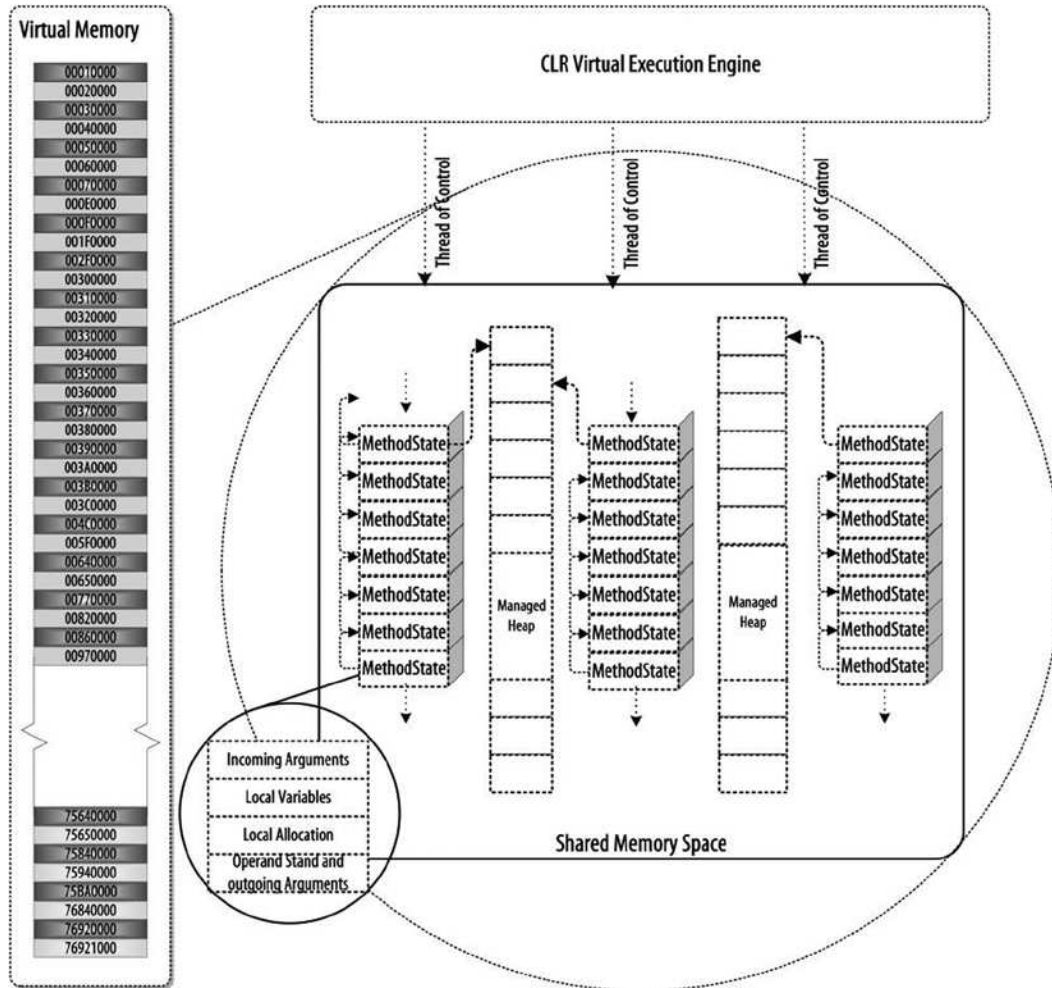 Virtual Memory
00010000
00020000
00030000
00040000
00050000
00060000
00070000
000E0000
000F0000
001F0000
002F0000
00300000
00310000
00320000
00330000
00340000
00350000
00360000
00370000
00380000
00390000
003A0000
003B0000
003C0000
004C0000
005F0000
00640000
00650000
00770000
00820000
00860000
00970000
75640000
75650000
75840000
75940000
758A0000
76840000
76920000
76921000
CLR Virtual Execution Engine
Thread of Control
Thread of Control
Thread of Control
MethodState
MethodState
MethodState
MethodState
MethodState
MethodState
MethodState
Managed
Heap
MethodState
MethodState
MethodState
MethodState
MethodState
MethodState
MethodState
Managed
Heap
MethodState
MethodState
MethodState
MethodState
MethodState
MethodState
MethodState
Incoming Arguments
Local Variables
Local Allocation
Operand Stand and
outgoing Arguments
Shared Memory Space